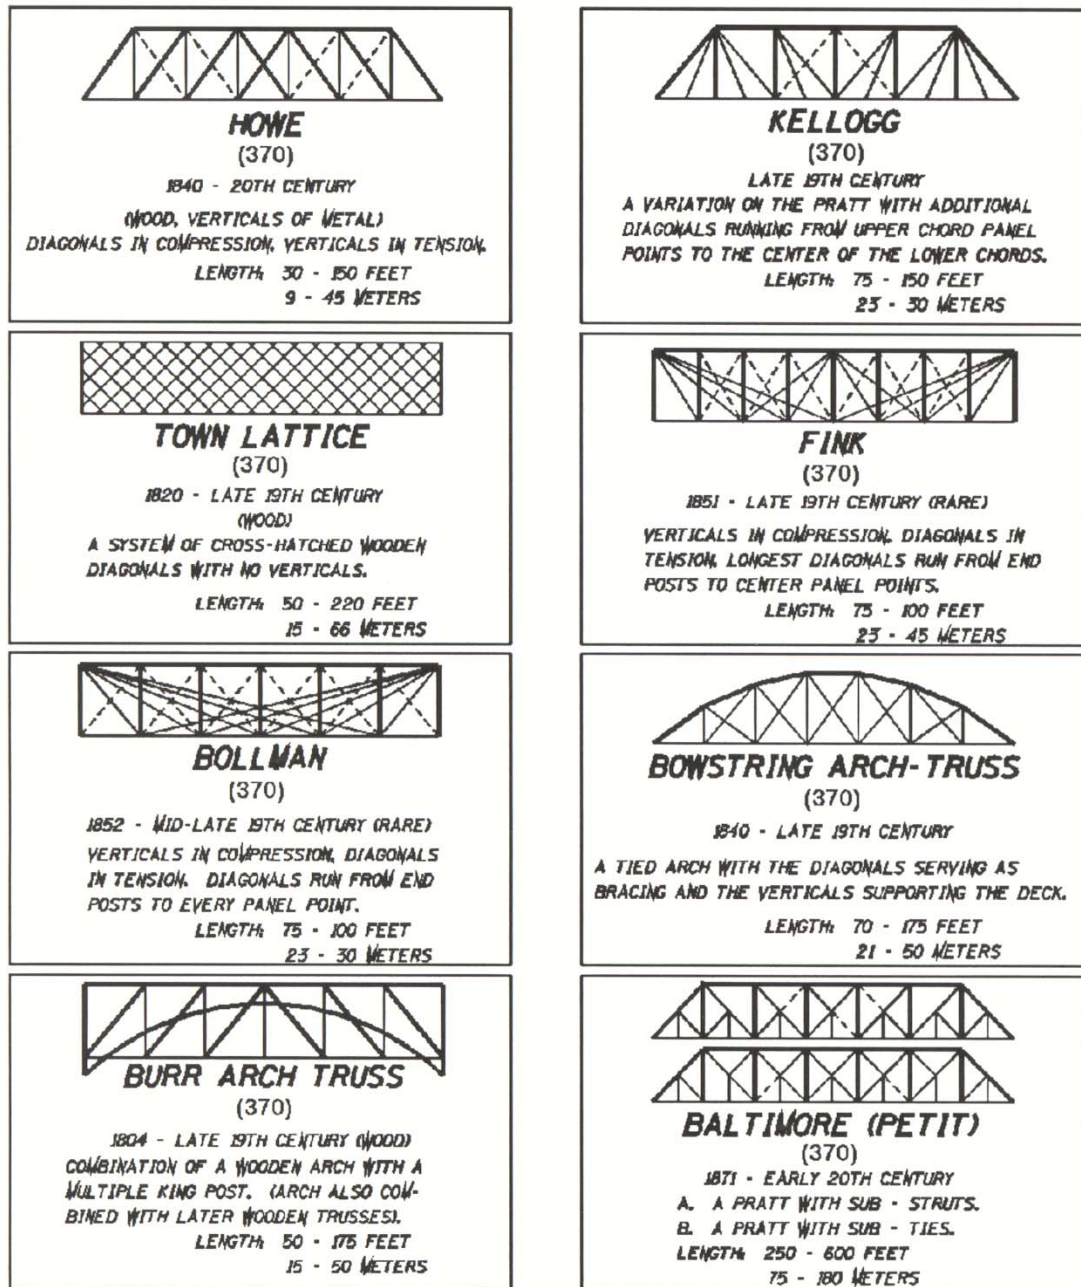 HOWE
(370)
1840 - 20TH CENTURY
(WOOD, VERTICALS OF METAL)
DIAGONALS IN COMPRESSION, VERTICALS IN TENSION.
LENGTH: 30 - 150 FEET
9 - 45 METERS
KELLOGG
(370)
LATE 19TH CENTURY
A VARIATION ON THE PRATT WITH ADDITIONAL
DIAGONALS RUNNING FROM UPPER CHORD PANEL
POINTS TO THE CENTER OF THE LOWER CHORDS.
LENGTH: 75 - 150 FEET
23 - 30 METERS
TOWN LATTICE
(370)
1820 - LATE 19TH CENTURY
(WOOD)
A SYSTEM OF CROSS-HATCHED WOODEN
DIAGONALS WITH NO VERTICALS.
LENGTH: 50 - 220 FEET
15 - 66 METERS
FINK
(370)
1851 - LATE 19TH CENTURY (RARE)
VERTICALS IN COMPRESSION, DIAGONALS IN
TENSION, LONGEST DIAGONALS RUN FROM END
POSTS TO CENTER PANEL POINTS.
LENGTH: 75 - 100 FEET
23 - 45 METERS
BOLLMAN
(370)
1852 - MID-LATE 19TH CENTURY (RARE)
VERTICALS IN COMPRESSION, DIAGONALS
IN TENSION. DIAGONALS RUN FROM END
POSTS TO EVERY PANEL POINT.
LENGTH: 75 - 100 FEET
23 - 30 METERS
BOWSTRING ARCH-TRUSS
(370)
1840 - LATE 19TH CENTURY
A TIED ARCH WITH THE DIAGONALS SERVING AS
BRACING AND THE VERTICALS SUPPORTING THE DECK.
LENGTH: 70 - 175 FEET
21 - 50 METERS
BURR ARCH TRUSS
(370)
1804 - LATE 19TH CENTURY (WOOD)
COMBINATION OF A WOODEN ARCH WITH A
MULTIPLE KING POST. (ARCH ALSO COM-
BINED WITH LATER WOODEN TRUSSES).
LENGTH: 50 - 175 FEET
15 - 50 METERS
BALTIMORE (PETIT)
(370)
1871 - EARLY 20TH CENTURY
A. A PRATT WITH SUB - STRUTS.
B. A PRATT WITH SUB - TIES.
LENGTH: 250 - 600 FEET
75 - 180 METERS